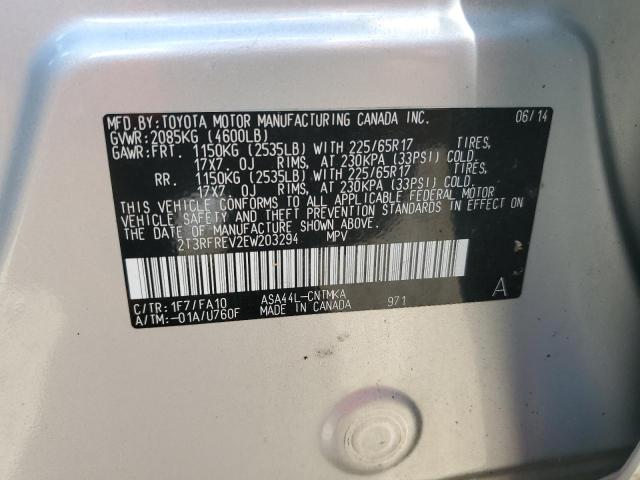 MFD.BY:TOYOTA MOTOR MANUFACTURING CANADA INC. 06/14
GVWR:2085KG (4600LB)
GAWR:FRT. 1150KG (2535LB) WITH 225/65R17 TIRES,
17X7.0J RIMS, AT 230KPA (33PSI) COLD.
RR. 1150KG (2535LB) WITH 225/65R17 TIRES,
17X7.0J RIMS, AT 230KPA (33PSI) COLD.
THIS VEHICLE CONFORMS TO ALL APPLICABLE FEDERAL MOTOR
VEHICLE SAFETY AND THEFT PREVENTION STANDARDS IN EFFECT ON
THE DATE OF MANUFACTURE SHOWN ABOVE.
2T3RFREV2EW203294 MPV
C/TR: 1F7/FA10 ASA44L-CNTMKA 971 A
A/TM:-01A/U760F MADE IN CANADA